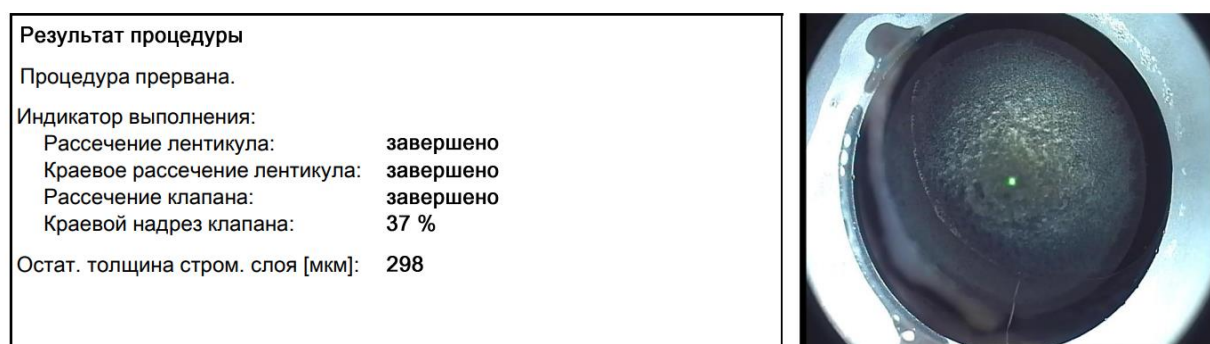 Результат процедуры
Процедура прервана.
Индикатор выполнения:
Рассечение лентикула: завершено
Краевое рассечение лентикула: завершено
Рассечение клапана: завершено
Краевой надрез клапана: 37 %
Остат. толщина стром. слоя [мкм]: 298